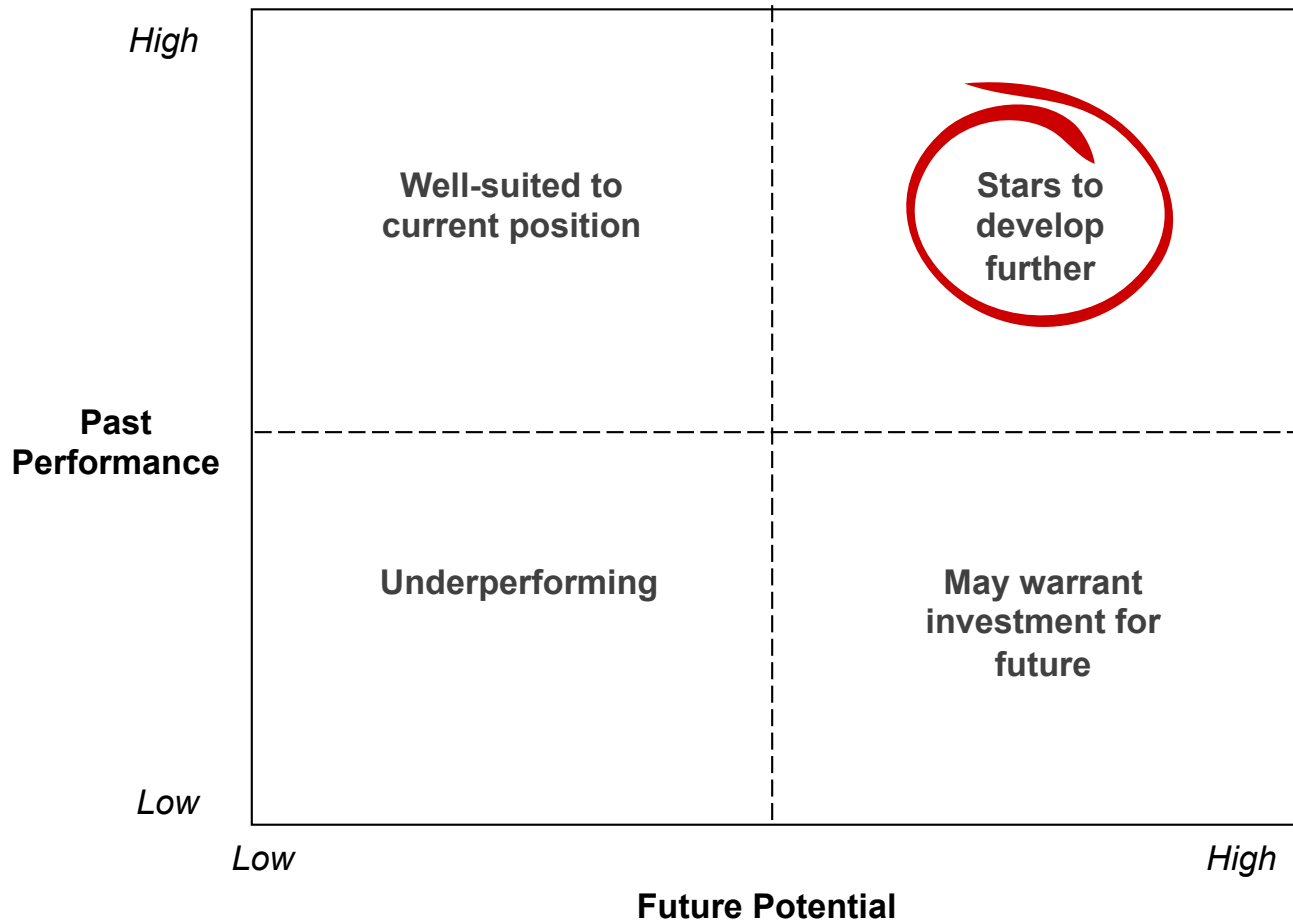 High
Well-suited to
current position
Stars to
develop
further
Past
Performance
Underperforming
May warrant
investment for
future
Low
Low
High
Future Potential